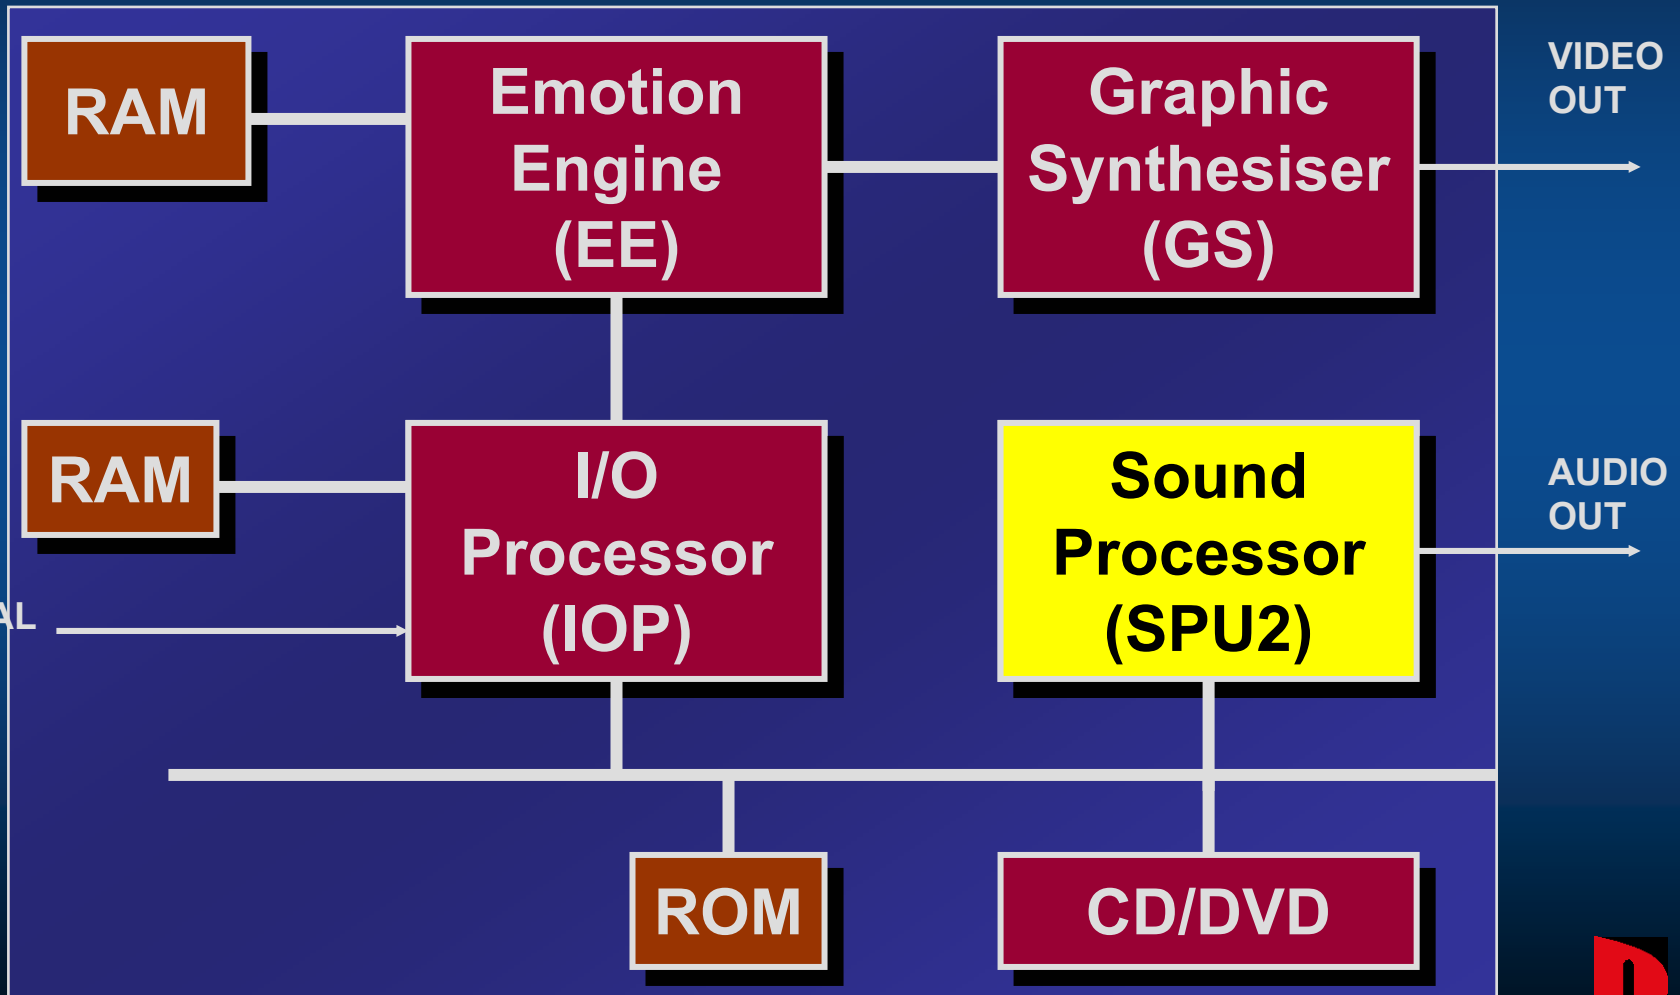 RAM
Emotion
Engine
(EE)
Graphic
Synthesiser
(GS)
VIDEO
OUT
RAM
I/O
Processor
(IOP)
Sound
Processor
(SPU2)
AUDIO
OUT
AL
ROM
CD/DVD